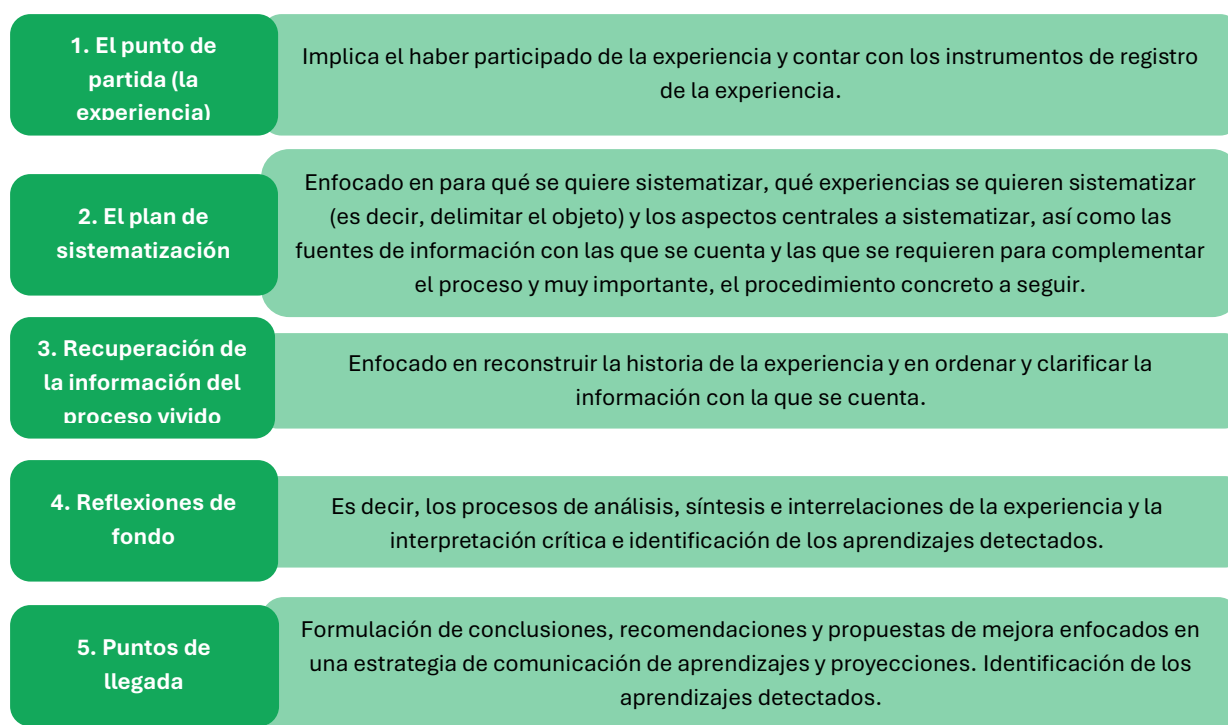 1. El punto de
partida (la
experiencia)
Implica el haber participado de la experiencia y contar con los instrumentos de registro
de la experiencia.
2. El plan de
sistematización
Enfocado en para qué se quiere sistematizar, qué experiencias se quieren sistematizar
(es decir, delimitar el objeto) y los aspectos centrales a sistematizar, así como las
fuentes de información con las que se cuenta y las que se requieren para complementar
el proceso y muy importante, el procedimiento concreto a seguir.
3. Recuperación de
la información del
proceso vivido
Enfocado en reconstruir la historia de la experiencia y en ordenar y clarificar la
información con la que se cuenta.
4. Reflexiones de
fondo
Es decir, los procesos de análisis, síntesis e interrelaciones de la experiencia y la
interpretación crítica e identificación de los aprendizajes detectados.
5. Puntos de
llegada
Formulación de conclusiones, recomendaciones y propuestas de mejora enfocados en
una estrategia de comunicación de aprendizajes y proyecciones. Identificación de los
aprendizajes detectados.